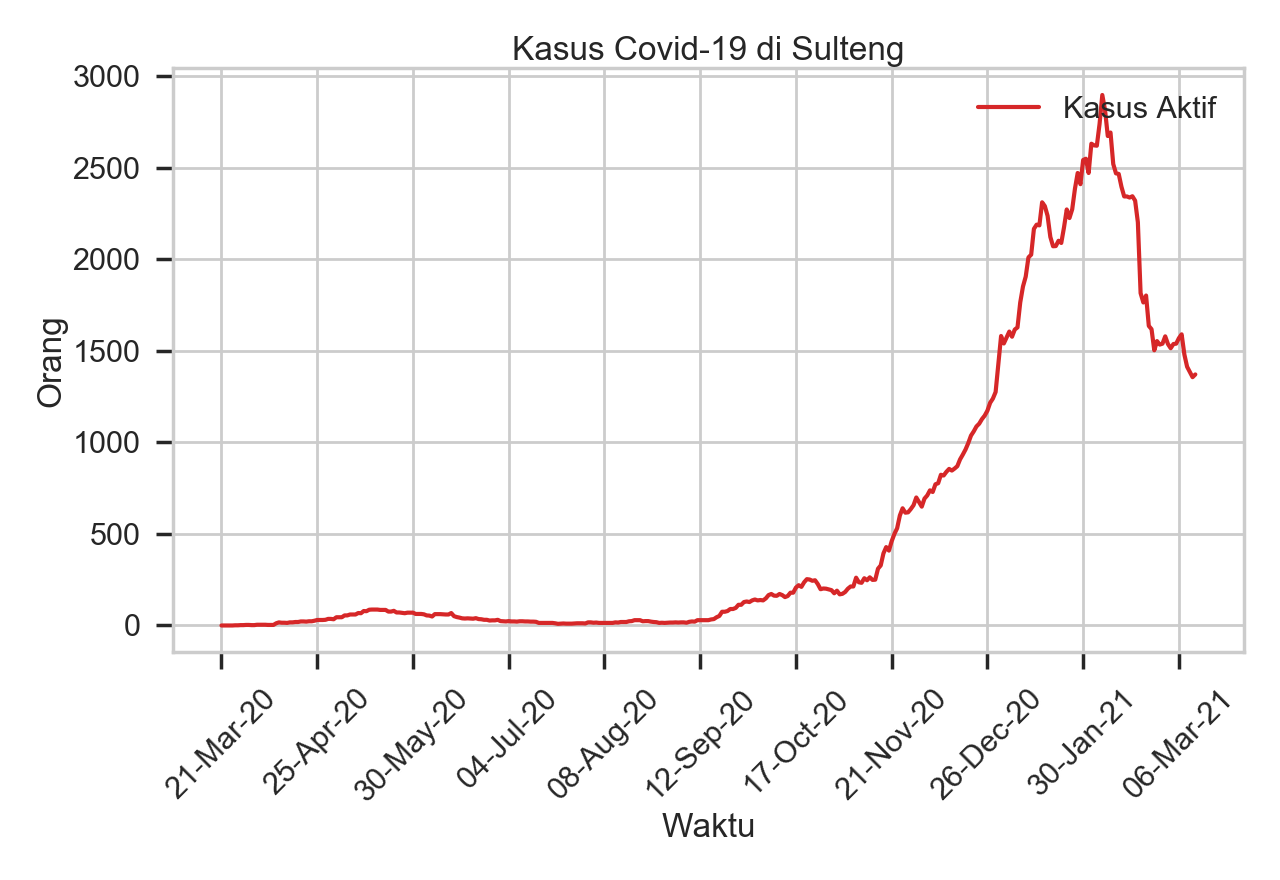 Kasus Covid-19 di Sulteng
3000
2500
2000
1500
1000
500
0
Orang
Kasus Aktif
21-Mar-20
25-Apr-20
30-May-20
04-Jul-20
08-Aug-20
12-Sep-20
17-Oct-20
21-Nov-20
26-Dec-20
30-Jan-21
06-Mar-21
Waktu